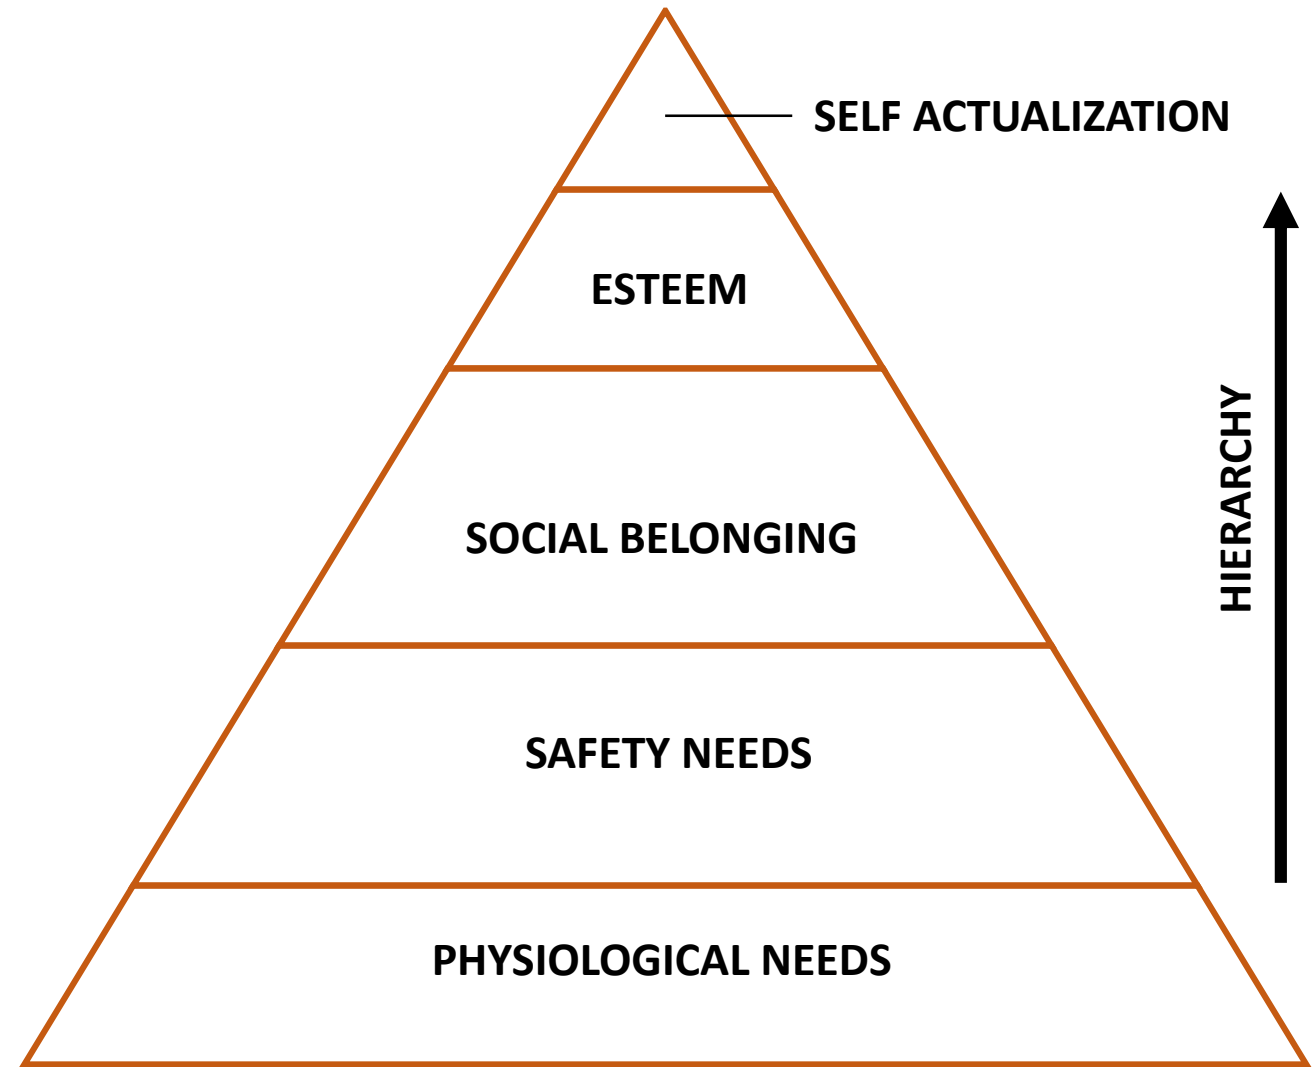 SELF ACTUALIZATION
ESTEEM
HIERARCHY
SOCIAL BELONGING
SAFETY NEEDS
PHYSIOLOGICAL NEEDS